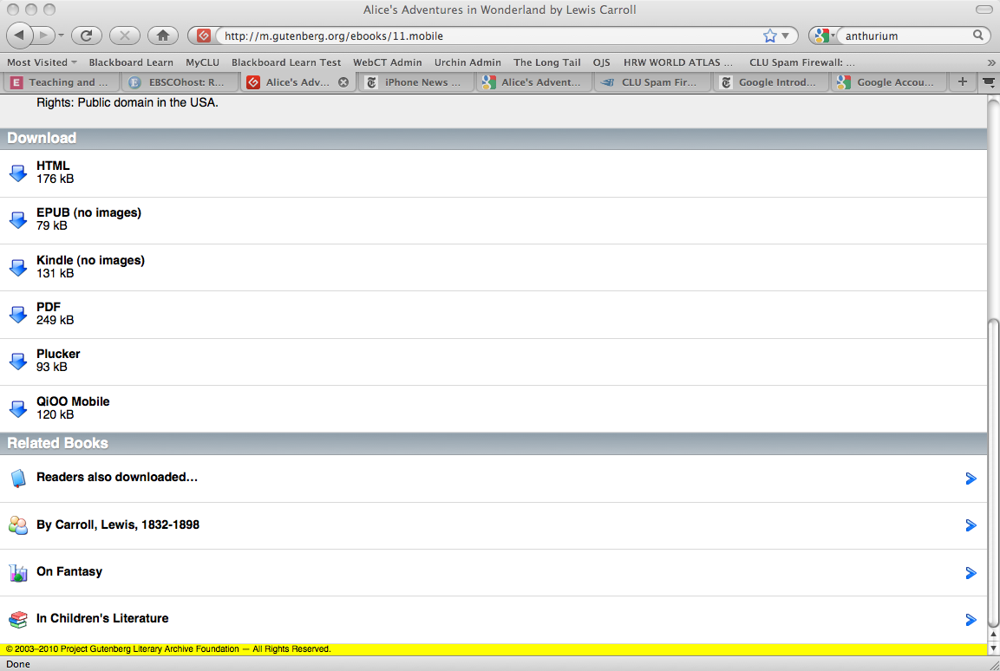 Alice's Adventures in Wonderland by Lewis Carroll
http://m.gutenberg.org/ebooks/11.mobile
anthurium
Most Visited Blackboard Learn MyCLU Blackboard Learn Test WebCT Admin Urchin Admin The Long Tail OJS HRW WORLD ATLAS ... CLU Spam Firewall: ... »
E Teaching and ... E EBSCOhost: R... Alice's Adv... iPhone News ... Alice's Advent... CLU Spam Fir... Google Introd... Google Accou... +
Rights: Public domain in the USA.
Download
HTML
176 kB
EPUB (no images)
79 kB
Kindle (no images)
131 kB
PDF
249 kB
Plucker
93 kB
QiOO Mobile
120 kB
Related Books
Readers also downloaded...
By Carroll, Lewis, 1832-1898
On Fantasy
In Children's Literature
© 2003–2010 Project Gutenberg Literary Archive Foundation — All Rights Reserved.
Done